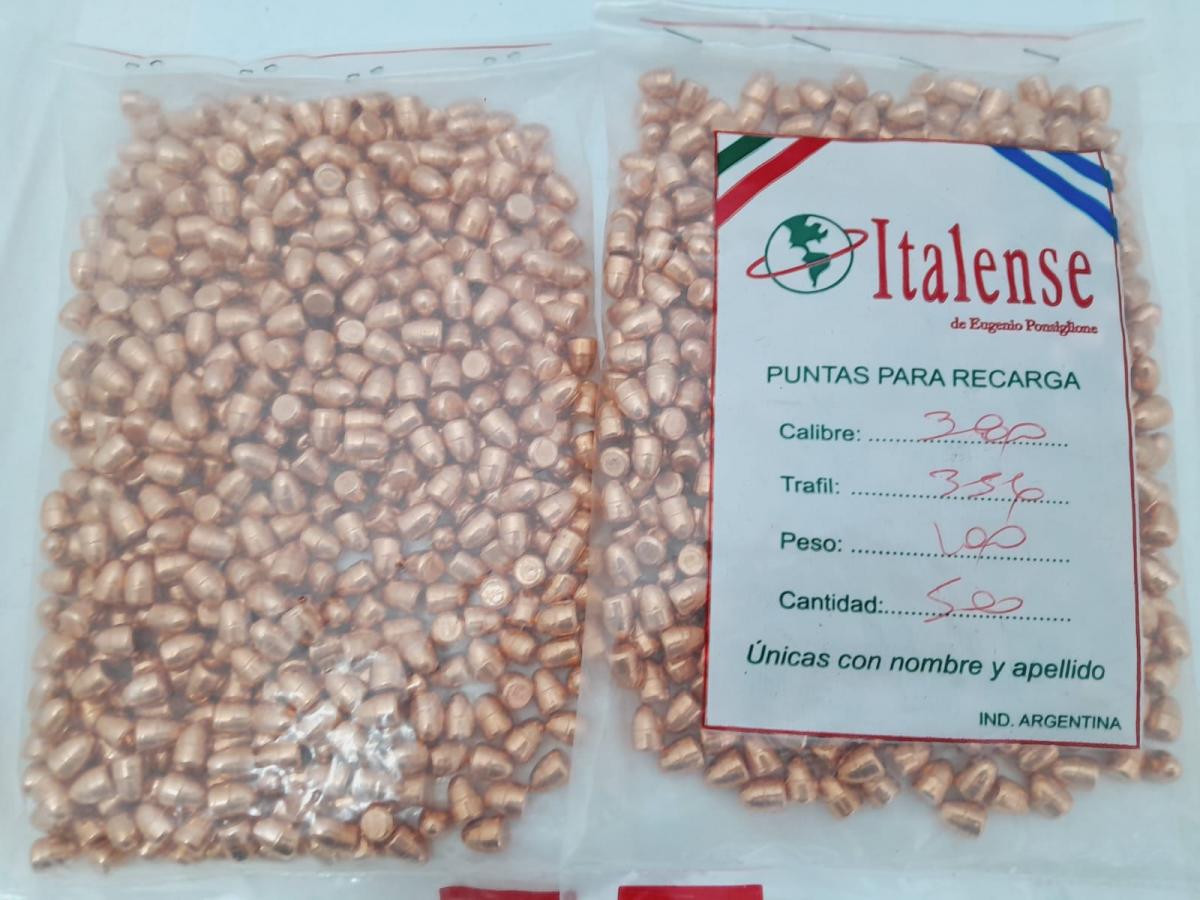 Italense
de Eugenio Ponsiglione
PUNTAS PARA RECARGA
Calibre: ........ 380 ........
Trafil: ........ 356 ........
Peso: ........ 100 ........
Cantidad: ........ 500 ........
Únicas con nombre y apellido
IND. ARGENTINA